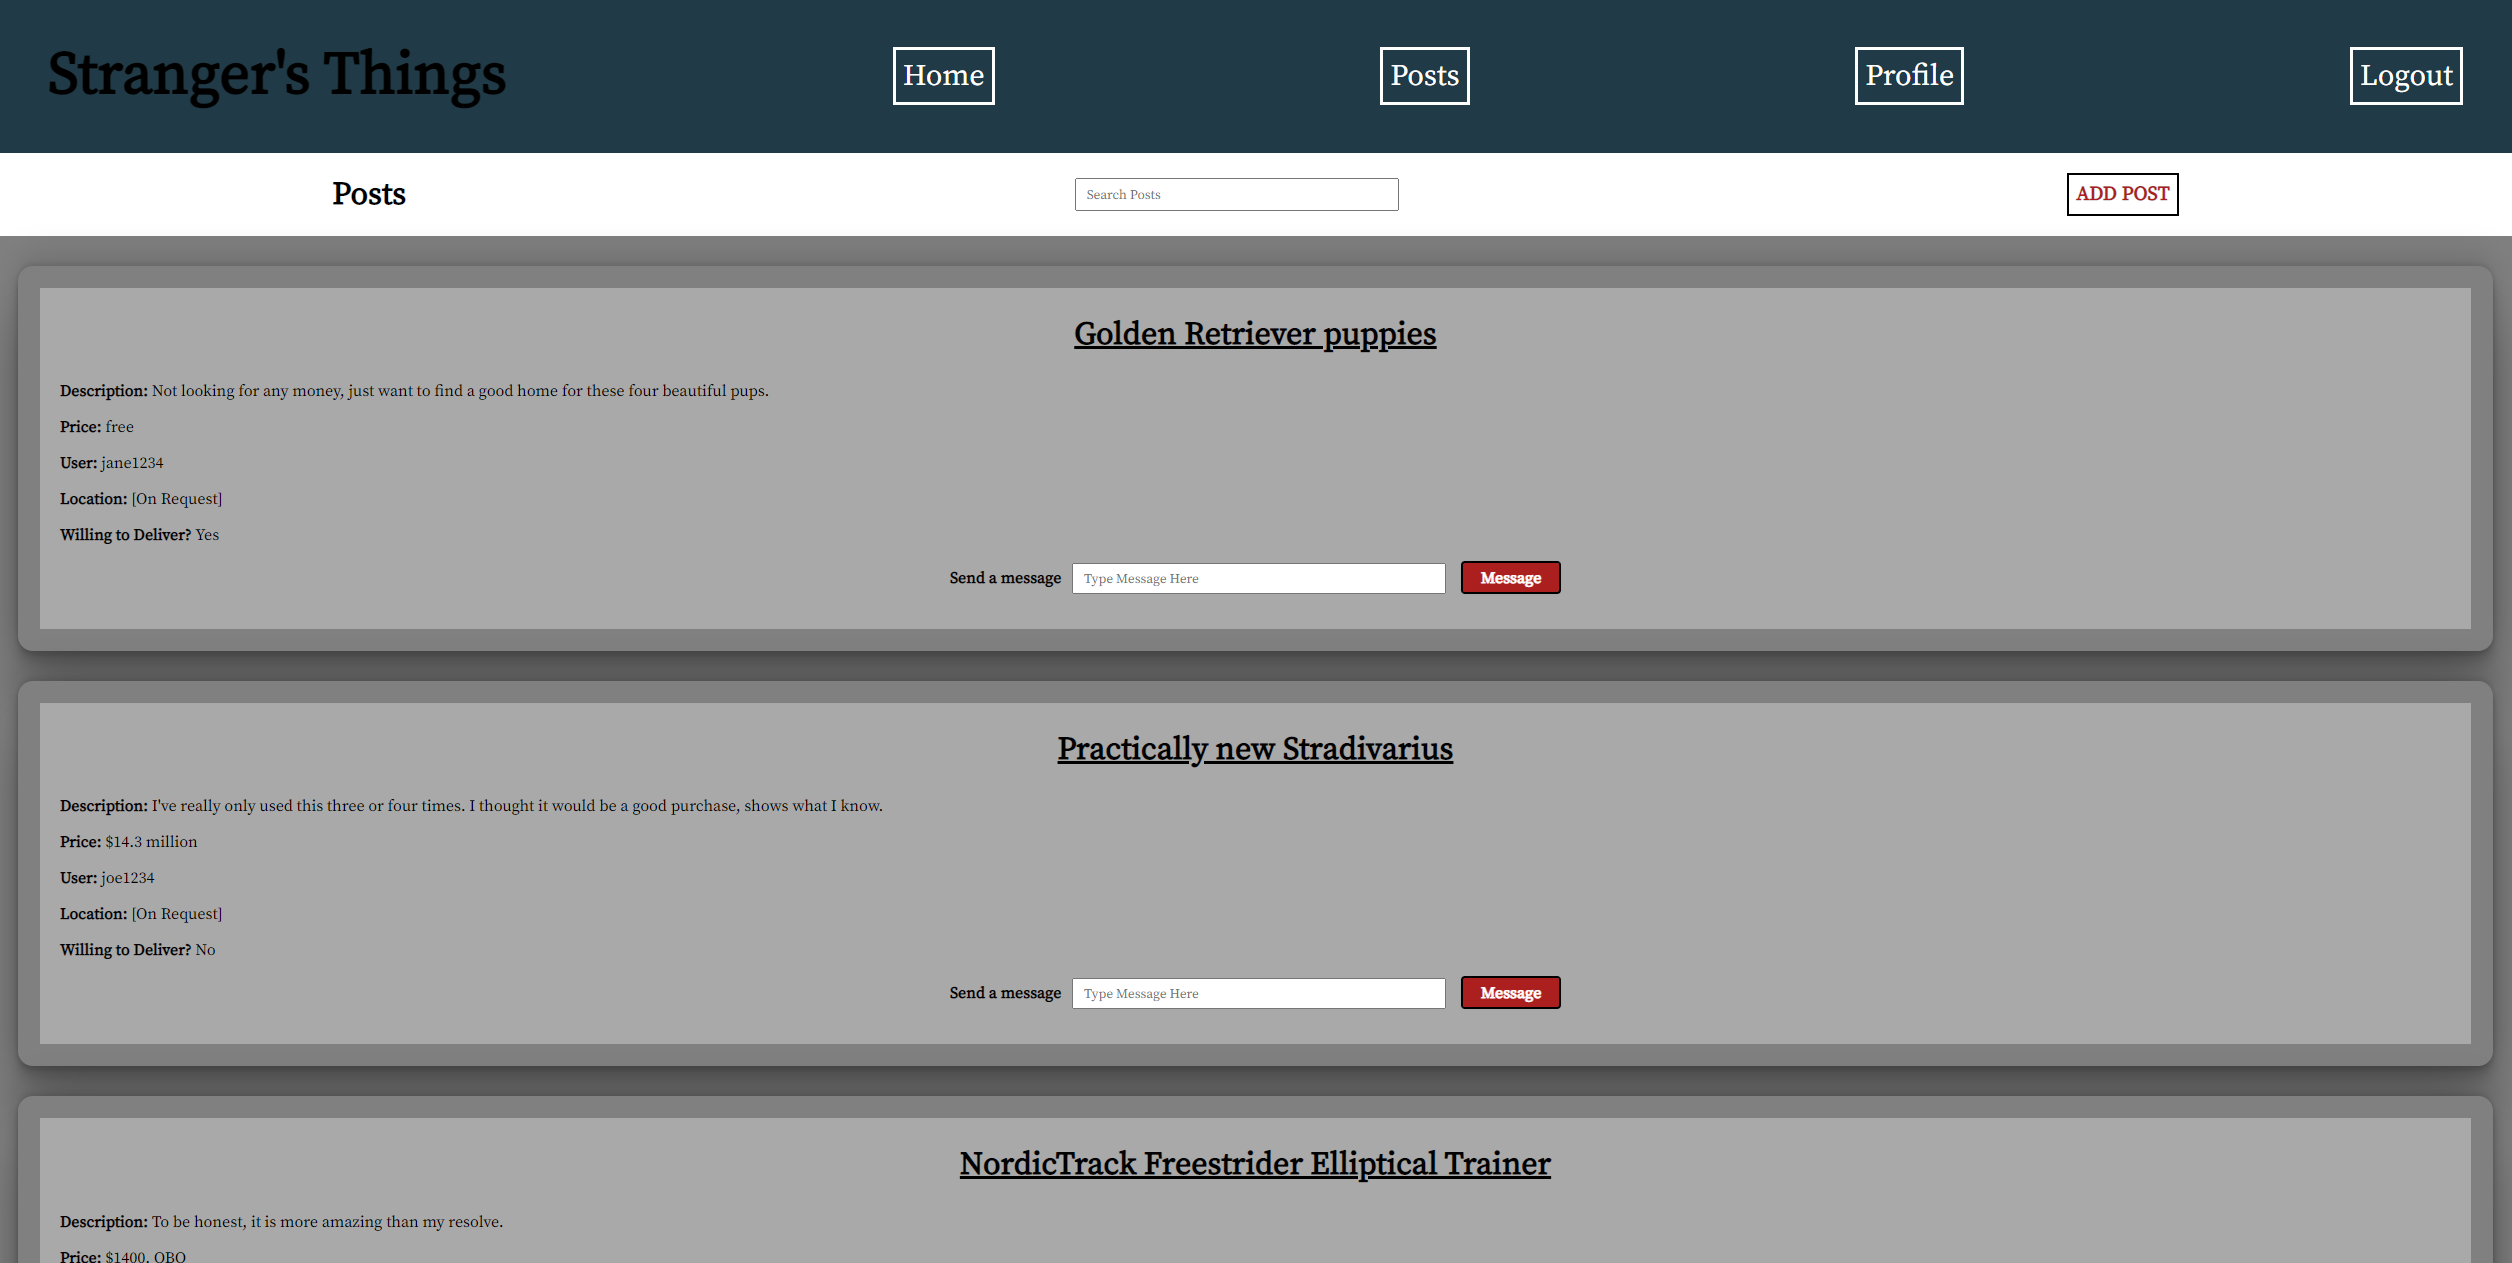 Stranger's Things
Home
Posts
Profile
Logout
Posts
Search Posts
ADD POST
Golden Retriever puppies
Description: Not looking for any money, just want to find a good home for these four beautiful pups.
Price: free
User: jane1234
Location: [On Request]
Willing to Deliver? Yes
Send a message
Type Message Here
Message
Practically new Stradivarius
Description: I've really only used this three or four times. I thought it would be a good purchase, shows what I know.
Price: $14.3 million
User: joe1234
Location: [On Request]
Willing to Deliver? No
Send a message
Type Message Here
Message
NordicTrack Freestrider Elliptical Trainer
Description: To be honest, it is more amazing than my resolve.
Price: $1400, OBO